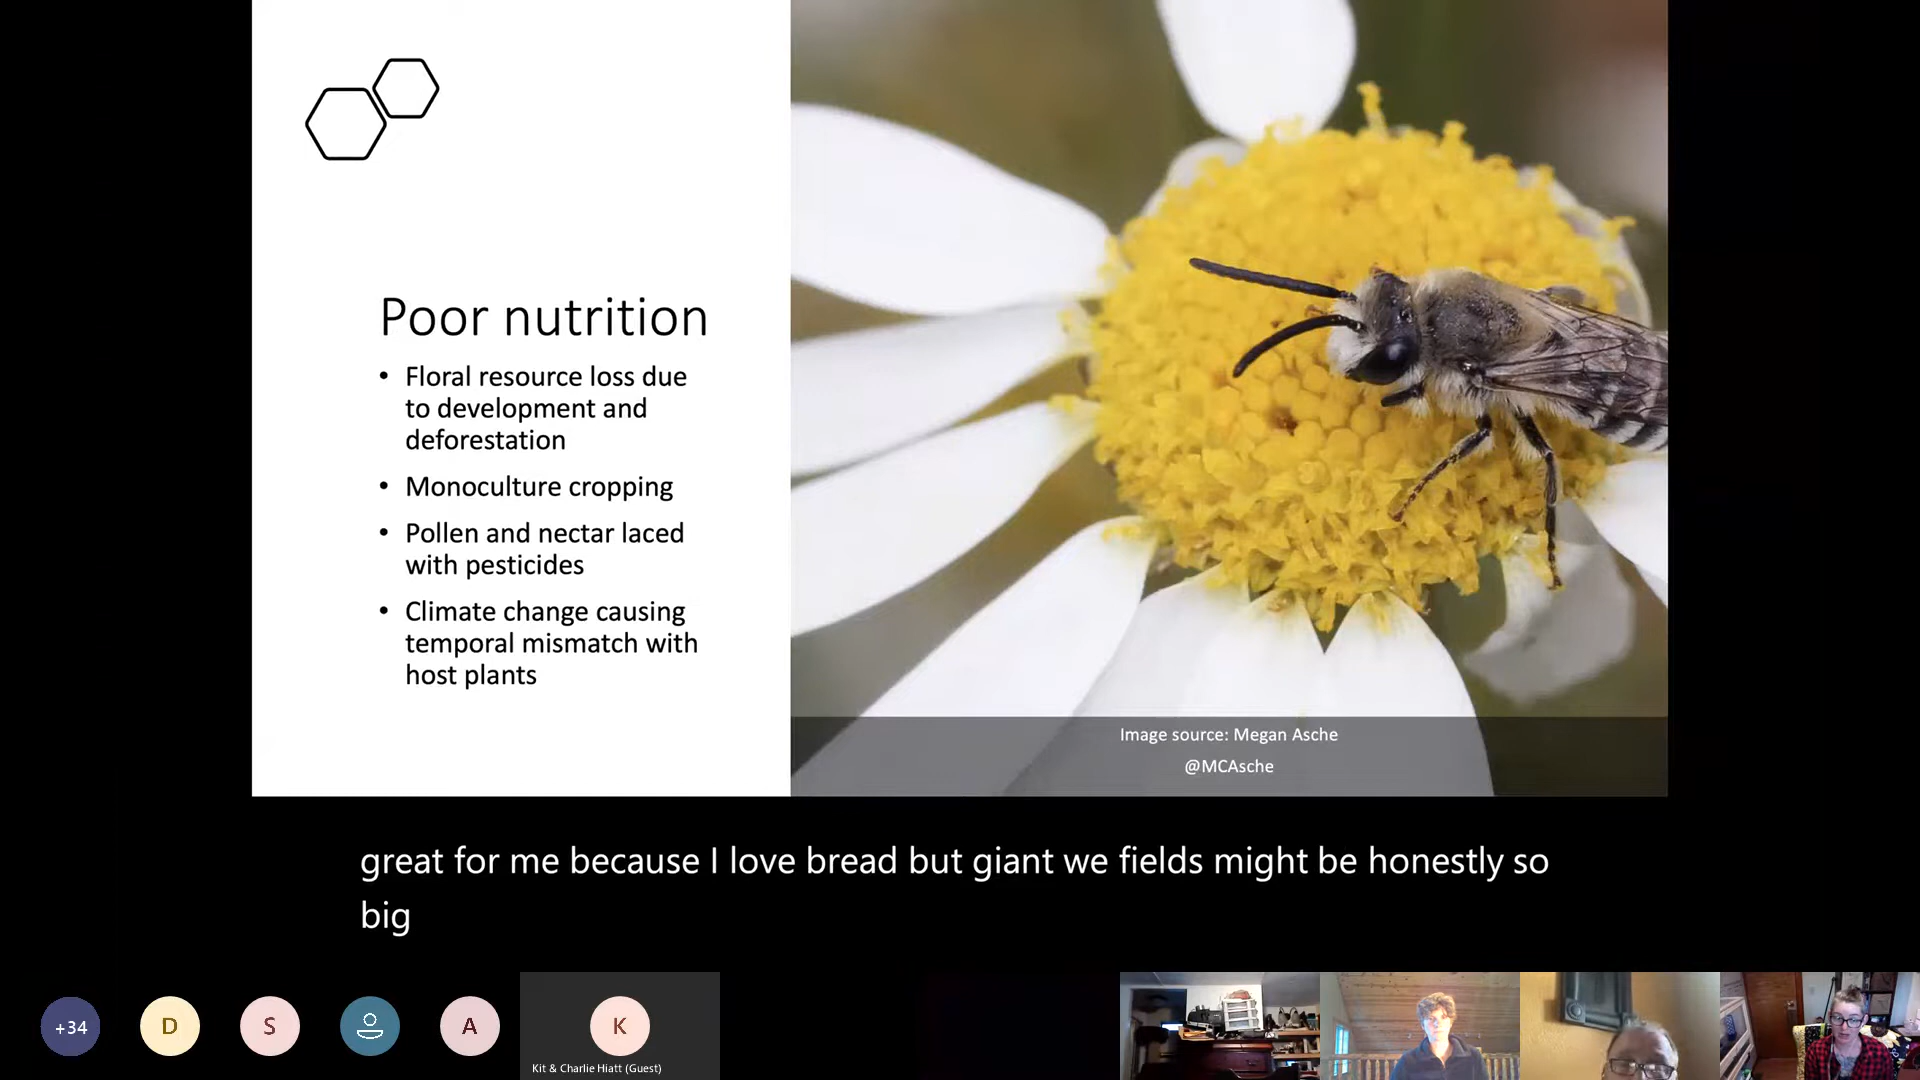 Poor nutrition
• Floral resource loss due
to development and
deforestation
• Monoculture cropping
• Pollen and nectar laced
with pesticides
• Climate change causing
temporal mismatch with
host plants
Image source: Megan Asche
@MCAsche
great for me because I love bread but giant we fields might be honestly so
big
+34
D
S
A
K
Kit & Charlie Hiatt (Guest)